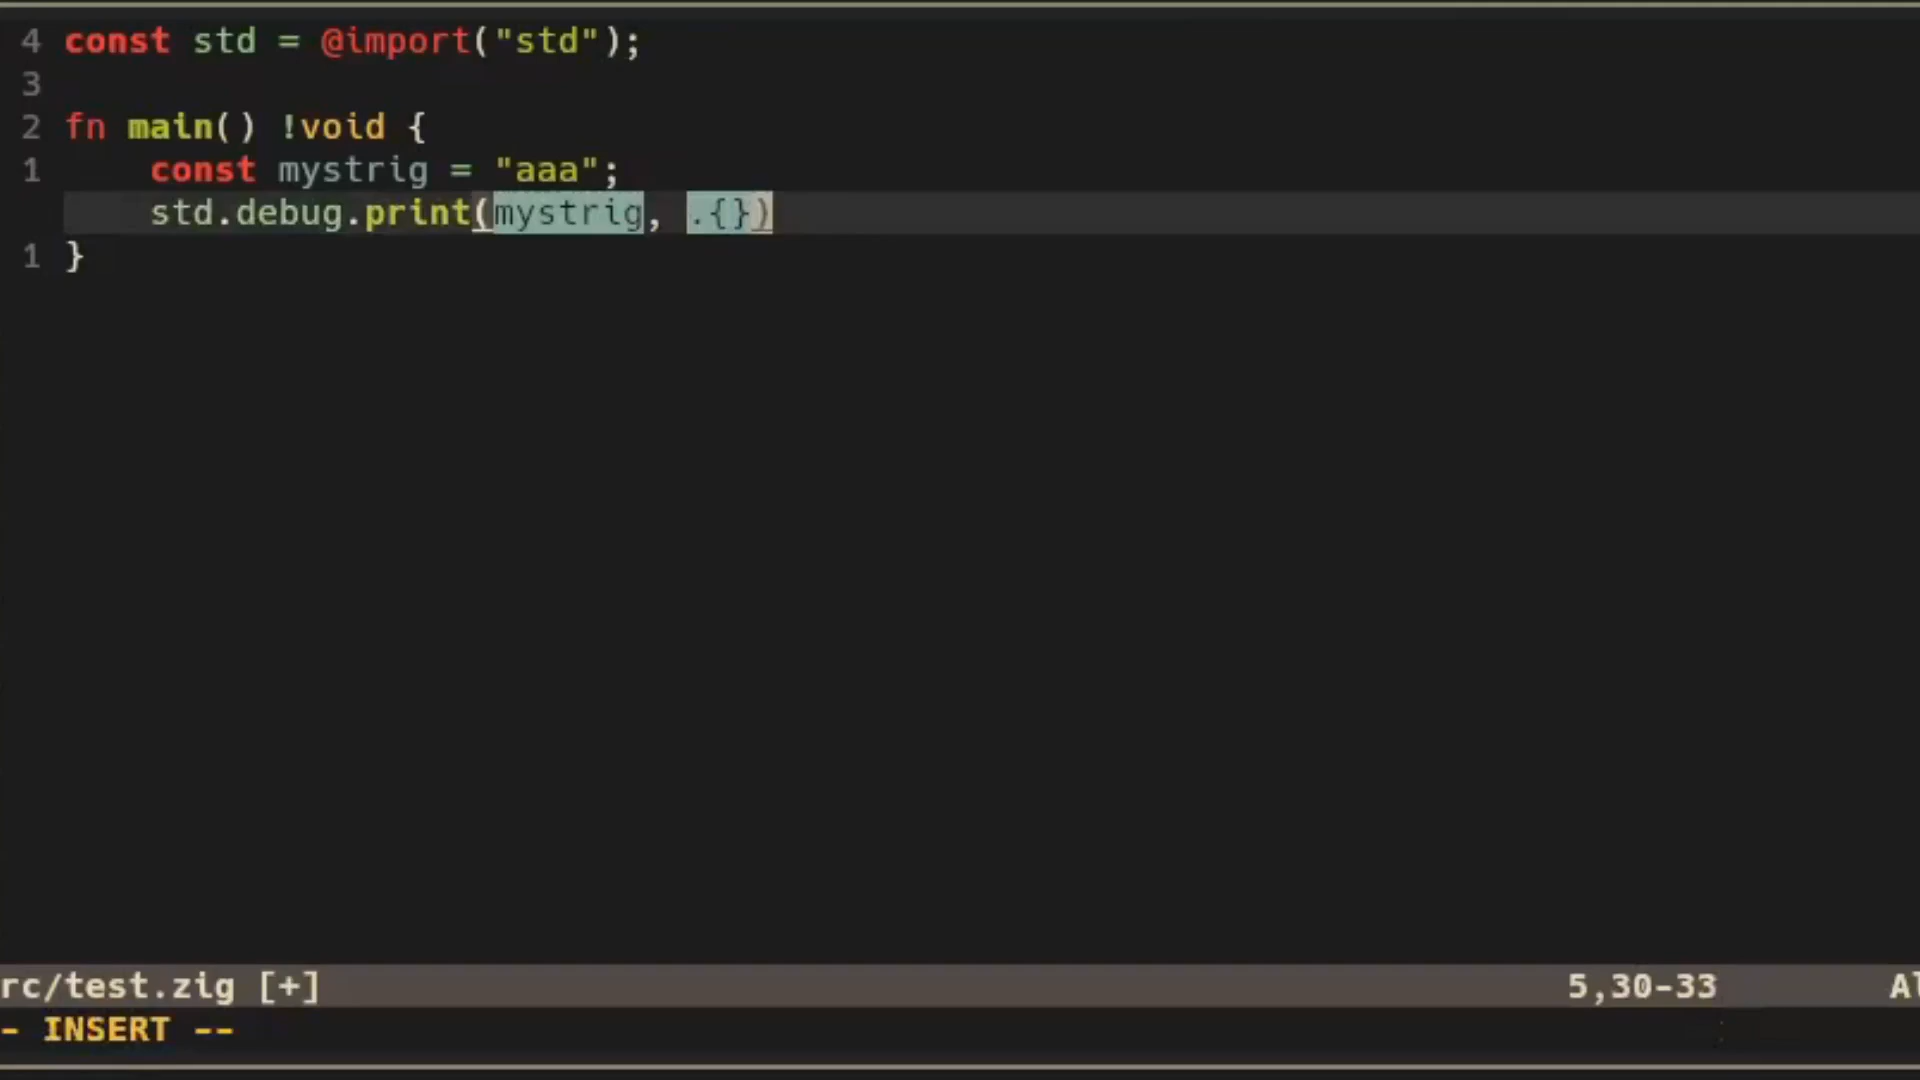 4 const std = @import("std");
3
2 fn main() !void {
1     const mystrig = "aaa";
    std.debug.print(mystrig, .{})
1 }
rc/test.zig [+] 5,30-33 Al
- INSERT --